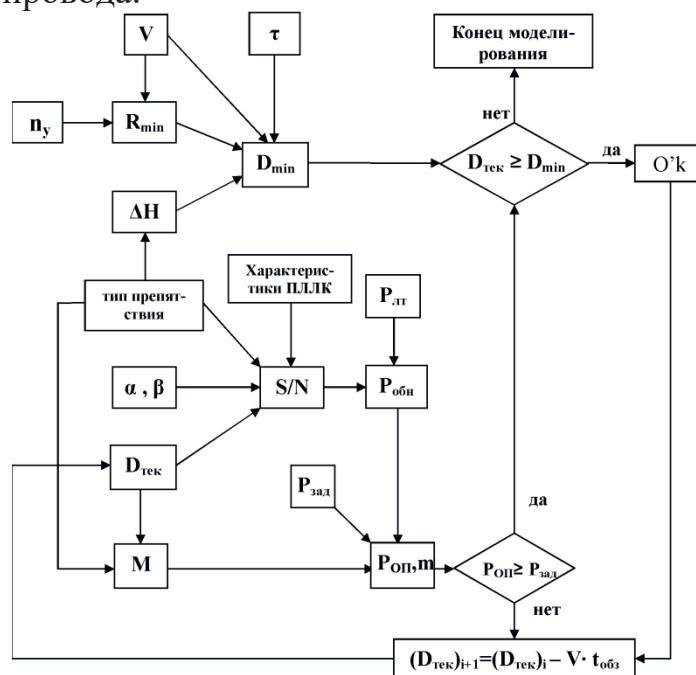 провода.
V
τ
Конец модели-
рования
нет
n_y
R_min
D_min
D_тек ≥ D_min
да
O'k
ΔH
тип препят-
ствия
Характерис-
тики ПЛЛК
P_лт
α , β
S/N
P_обн
D_тек
P_зад
да
M
P_ОП,m
P_ОП ≥ P_зад
нет
(D_тек)_i+1=(D_тек)_i – V· t_обз